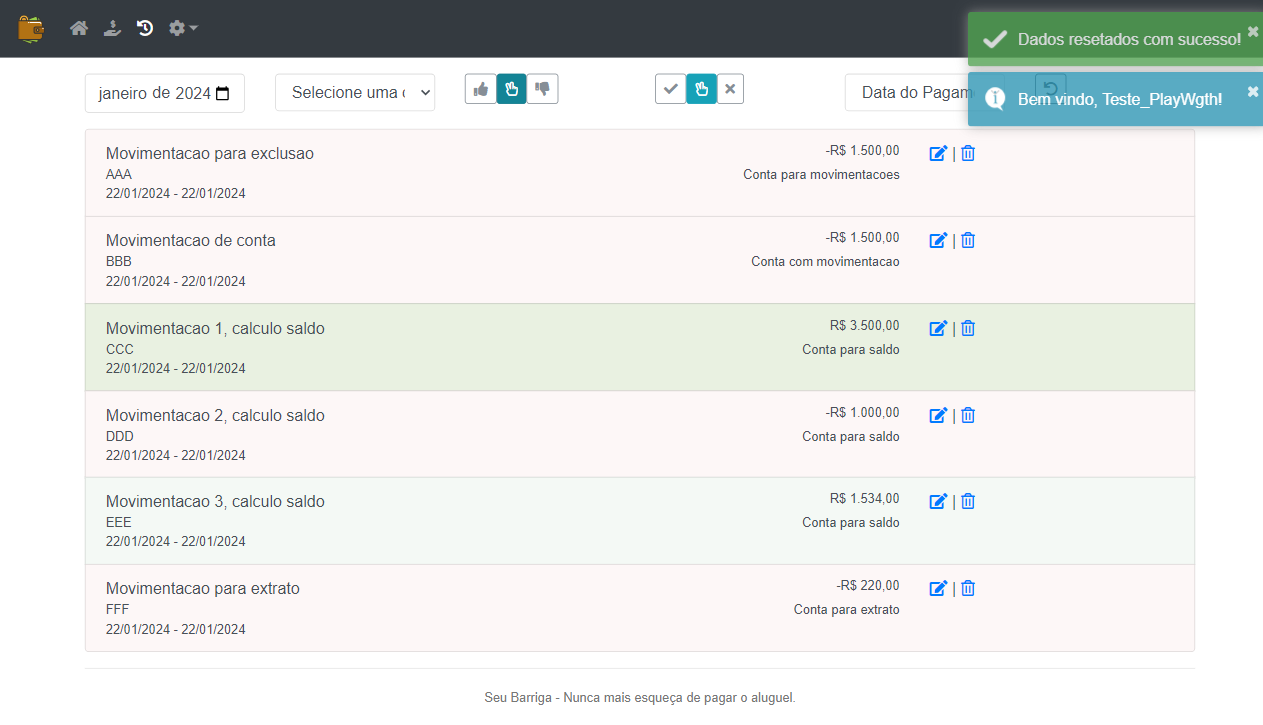 Dados resetados com sucesso!
janeiro de 2024
Selecione uma
Data do Pagam
Bem vindo, Teste_PlayWgth!
Movimentacao para exclusao
AAA
22/01/2024 - 22/01/2024
-R$ 1.500,00
Conta para movimentacoes
|
Movimentacao de conta
BBB
22/01/2024 - 22/01/2024
-R$ 1.500,00
Conta com movimentacao
|
Movimentacao 1, calculo saldo
CCC
22/01/2024 - 22/01/2024
R$ 3.500,00
Conta para saldo
|
Movimentacao 2, calculo saldo
DDD
22/01/2024 - 22/01/2024
-R$ 1.000,00
Conta para saldo
|
Movimentacao 3, calculo saldo
EEE
22/01/2024 - 22/01/2024
R$ 1.534,00
Conta para saldo
|
Movimentacao para extrato
FFF
22/01/2024 - 22/01/2024
-R$ 220,00
Conta para extrato
|
Seu Barriga - Nunca mais esqueça de pagar o aluguel.